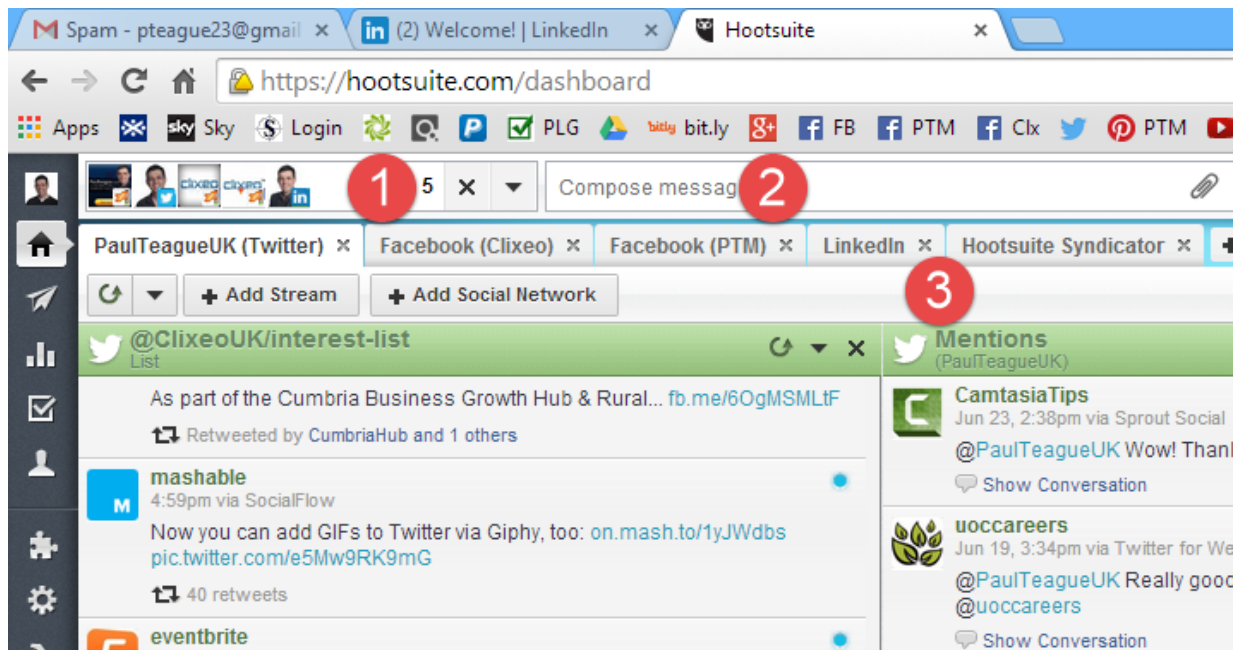 Spam - pteague23@gmail
(2) Welcome! | LinkedIn
Hootsuite
https://hootsuite.com/dashboard
Apps
sky Sky
Login
PLG
bitly bit.ly
FB
PTM
Clx
PTM
1
5
Compose messag
2
PaulTeagueUK (Twitter)
Facebook (Clixeo)
Facebook (PTM)
LinkedIn
Hootsuite Syndicator
Add Stream
Add Social Network
3
@ClixeoUK/interest-list
List
As part of the Cumbria Business Growth Hub & Rural... fb.me/6OgMSMLtF
Retweeted by CumbriaHub and 1 others
mashable
4:59pm via SocialFlow
Now you can add GIFs to Twitter via Giphy, too: on.mash.to/1yJWdbs
pic.twitter.com/e5Mw9RK9mG
40 retweets
eventbrite
Mentions
(PaulTeagueUK)
CamtasiaTips
Jun 23, 2:38pm via Sprout Social
@PaulTeagueUK Wow! Than
Show Conversation
uoccareers
Jun 19, 3:34pm via Twitter for We
@PaulTeagueUK Really good
@uoccareers
Show Conversation